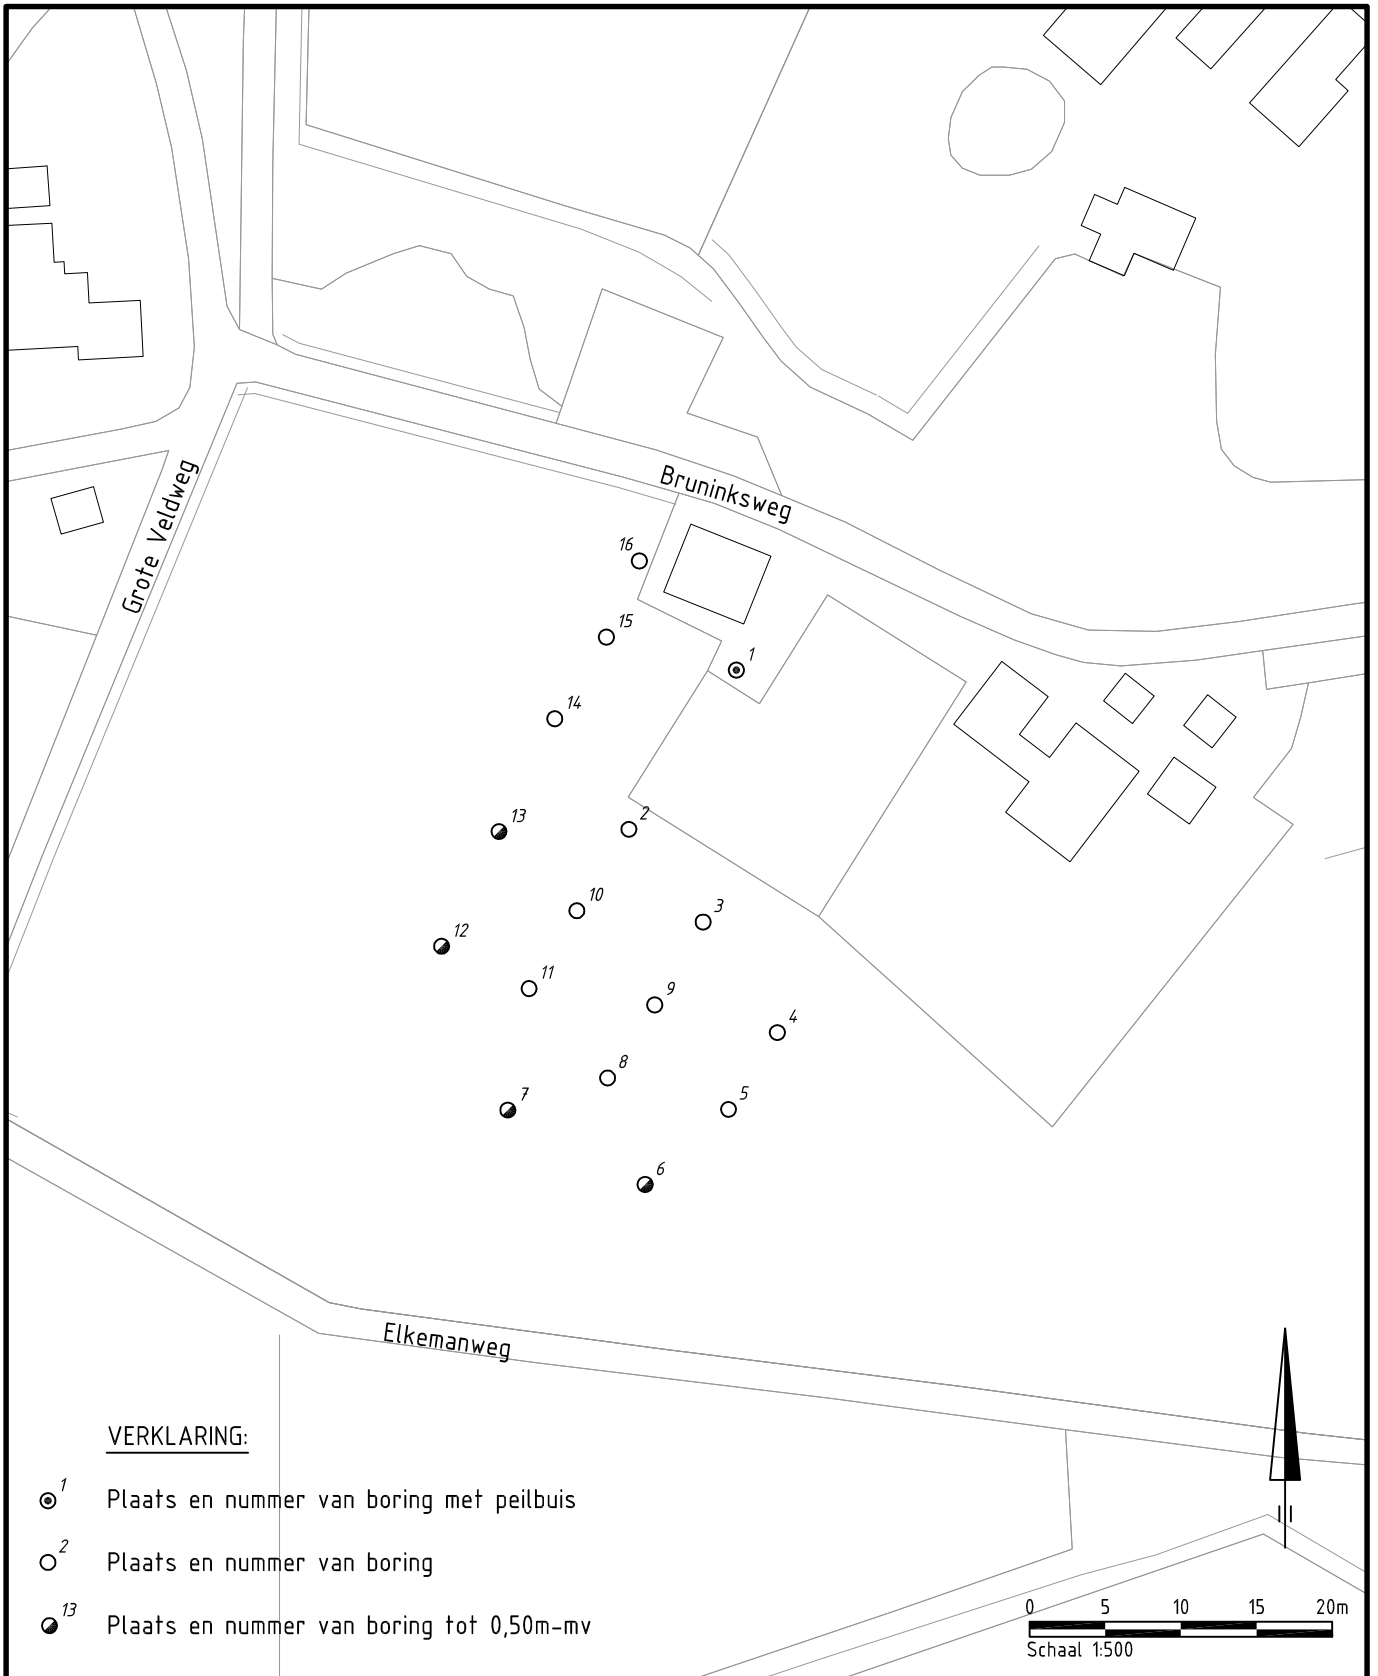 Bruninksweg
Grote Veldweg
16
15
1
14
13
2
10
3
12
11
9
4
8
7
5
6
Elkemanweg
VERKLARING:
1 Plaats en nummer van boring met peilbuis
2 Plaats en nummer van boring
13 Plaats en nummer van boring tot 0,50m-mv
0 5 10 15 20m
Schaal 1:500